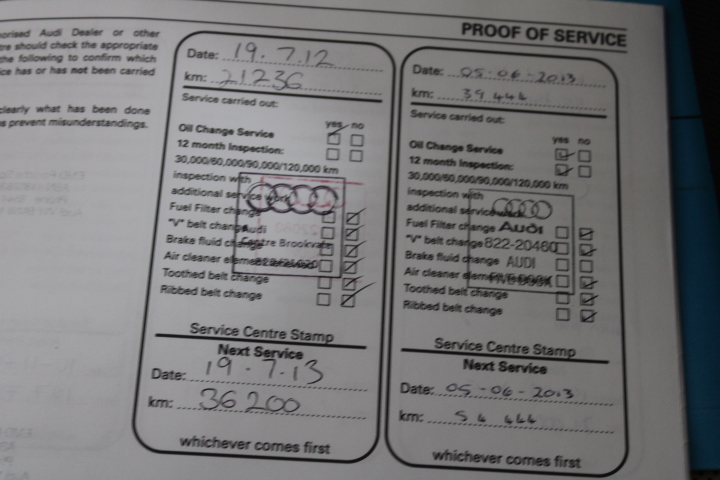 orised Audi Dealer or other
tre should check the appropriate
the following to confirm which
ice has or has not been carried
clearly what has been done
s prevent misunderstandings.
PROOF OF SERVICE
Date: 19.7.12
km: 21236
Service carried out:
yes no
Oil Change Service
12 month Inspection:
30,000/60,000/90,000/120,000 km
inspection with
additional service work
Fuel Filter change
"V" belt change Audi
Brake fluid change Centre Brookvale
Air cleaner element
Toothed belt change
Ribbed belt change
Service Centre Stamp
Next Service
Date: 19.7.13
km: 36200
whichever comes first
Date: 05-06-2013
km: 39444
Service carried out:
yes no
Oil Change Service
12 month Inspection:
30,000/60,000/90,000/120,000 km
inspection with
additional service work
Fuel Filter change Audi
"V" belt change 822-20460
Brake fluid change AUDI
Air cleaner element FIVE DOCK
Toothed belt change
Ribbed belt change
Service Centre Stamp
Next Service
Date: 05-06-2013
km: 54 444
whichever comes first